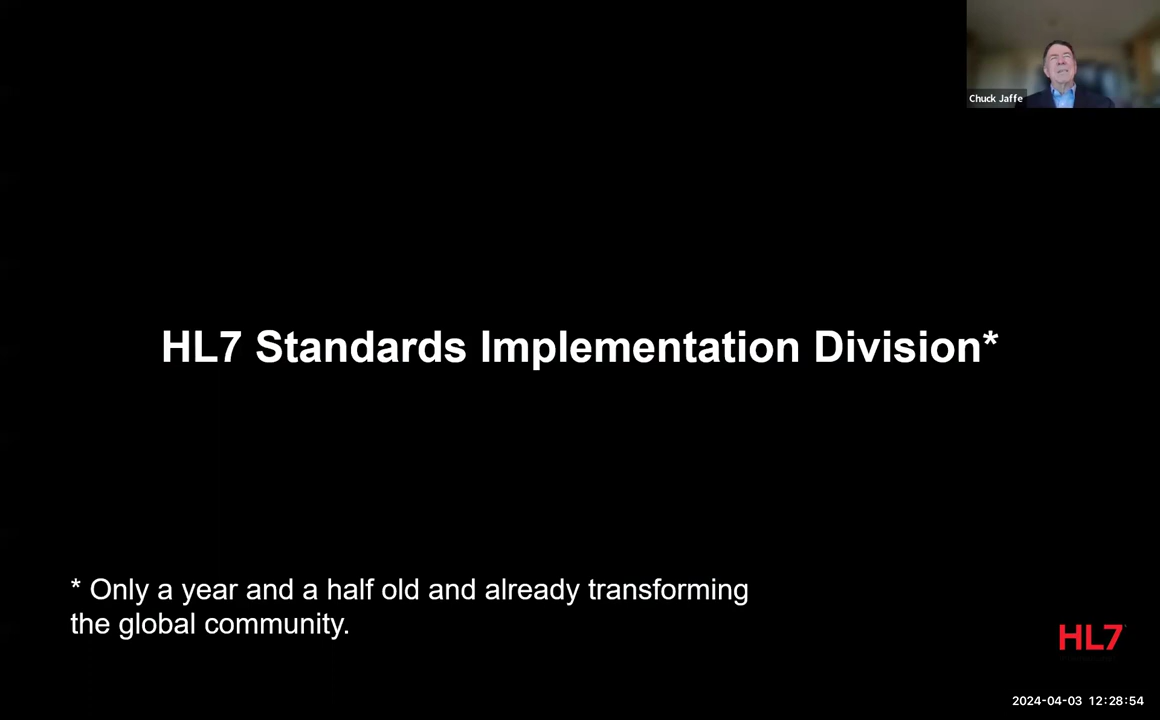 Chuck Jaffe
HL7 Standards Implementation Division*
* Only a year and a half old and already transforming
the global community.
HL7
2024-04-03 12:28:54